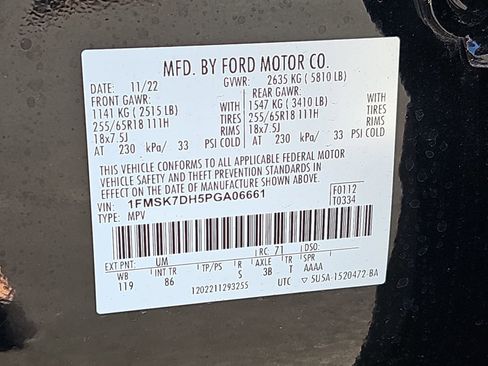 MFD. BY FORD MOTOR CO.
DATE: 11/22 GVWR: 2635 KG (5810 LB)
FRONT GAWR: REAR GAWR:
1141 KG (2515 LB) WITH 1547 KG (3410 LB) WITH
255/65R18 111H TIRES 255/65R18 111H TIRES
18x7.5J RIMS 18x7.5J RIMS
AT 230 kPa/ 33 PSI COLD AT 230 kPa/ 33 PSI COLD
THIS VEHICLE CONFORMS TO ALL APPLICABLE FEDERAL MOTOR
VEHICLE SAFETY AND THEFT PREVENTION STANDARDS IN
EFFECT ON THE DATE OF MANUFACTURE SHOWN ABOVE.
VIN: 1FMSK7DH5PGA06661 F0112
TYPE: MPV T0334
EXT PNT: UM RC: 71 DSO:
WB INT TR TP/PS R AXLE T SPR
119 86 S 3B T AAAA
1202211293255 UTC 5U5A-1520472-BA